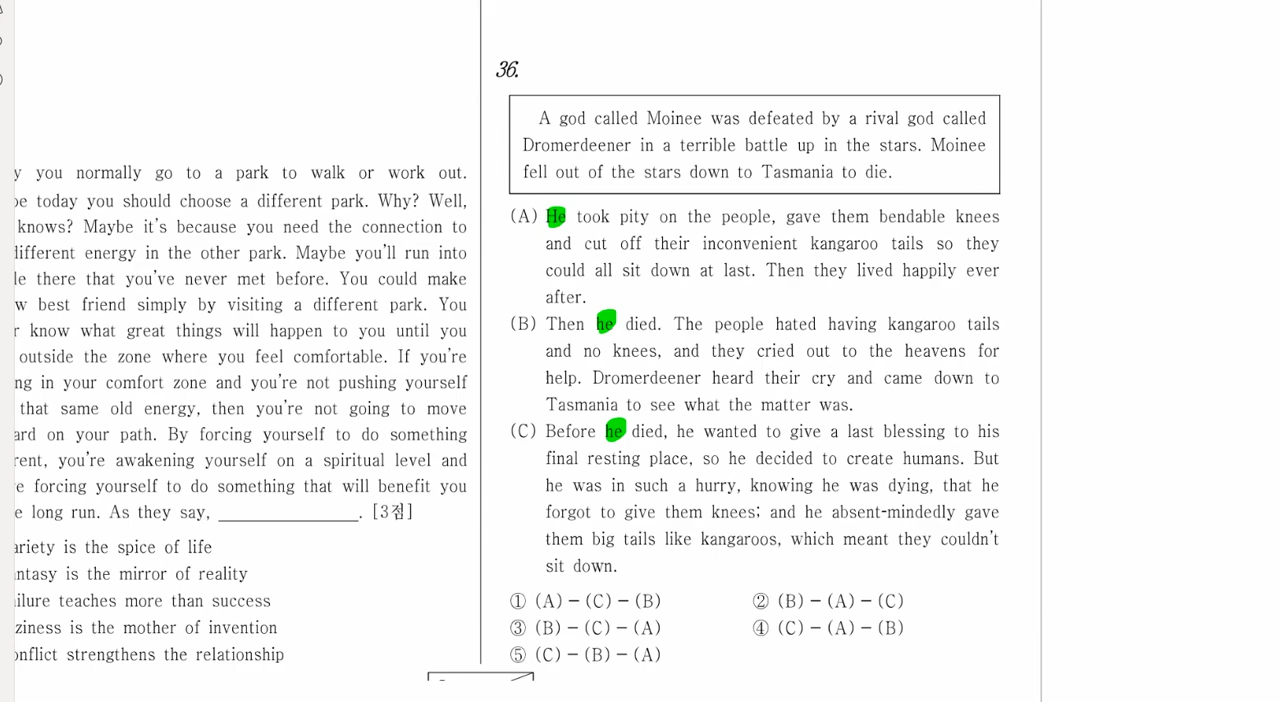 y you normally go to a park to walk or work out.
be today you should choose a different park. Why? Well,
knows? Maybe it's because you need the connection to
different energy in the other park. Maybe you'll run into
le there that you've never met before. You could make
w best friend simply by visiting a different park. You
r know what great things will happen to you until you
outside the zone where you feel comfortable. If you're
ng in your comfort zone and you're not pushing yourself
that same old energy, then you're not going to move
ard on your path. By forcing yourself to do something
rent, you're awakening yourself on a spiritual level and
e forcing yourself to do something that will benefit you
e long run. As they say, ______________. [3점]
ariety is the spice of life
ntasy is the mirror of reality
ilure teaches more than success
ziness is the mother of invention
onflict strengthens the relationship
36.
A god called Moinee was defeated by a rival god called
Dromerdeener in a terrible battle up in the stars. Moinee
fell out of the stars down to Tasmania to die.
(A) He took pity on the people, gave them bendable knees
and cut off their inconvenient kangaroo tails so they
could all sit down at last. Then they lived happily ever
after.
(B) Then he died. The people hated having kangaroo tails
and no knees, and they cried out to the heavens for
help. Dromerdeener heard their cry and came down to
Tasmania to see what the matter was.
(C) Before he died, he wanted to give a last blessing to his
final resting place, so he decided to create humans. But
he was in such a hurry, knowing he was dying, that he
forgot to give them knees; and he absent-mindedly gave
them big tails like kangaroos, which meant they couldn't
sit down.
① (A)－(C)－(B) ② (B)－(A)－(C)
③ (B)－(C)－(A) ④ (C)－(A)－(B)
⑤ (C)－(B)－(A)